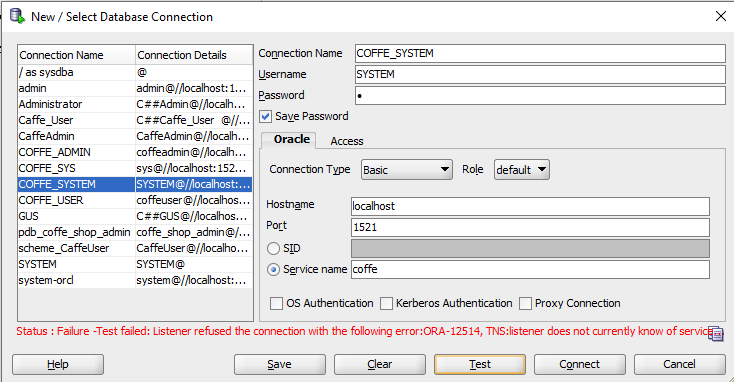 New / Select Database Connection
Connection Name Connection Details
/ as sysdba @
admin admin@//localhost:1...
Administrator C##Admin@//localh...
Caffe_User C##Caffe_User @//...
CaffeAdmin CaffeAdmin@//localh...
COFFE_ADMIN coffeadmin@//localh...
COFFE_SYS sys@//localhost:152...
COFFE_SYSTEM SYSTEM@//localhost:...
COFFE_USER coffeuser@//localhos...
GUS C##GUS@//localhost...
pdb_coffe_shop_admin coffe_shop_admin@/...
scheme_CaffeUser CaffeUser@//localho...
SYSTEM SYSTEM@
system-orcl system@//localhost:...
Connection Name COFFE_SYSTEM
Username SYSTEM
Password •
Save Password
Oracle Access
Connection Type Basic Role default
Hostname localhost
Port 1521
SID
Service name coffe
OS Authentication Kerberos Authentication Proxy Connection
Status : Failure -Test failed: Listener refused the connection with the following error:ORA-12514, TNS:listener does not currently know of servic
Help Save Clear Test Connect Cancel